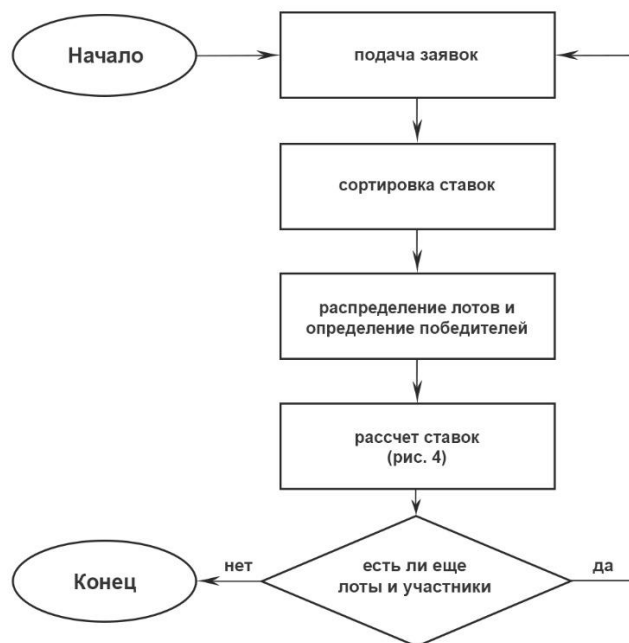 Начало
подача заявок
сортировка ставок
распределение лотов и
определение победителей
рассчет ставок
(рис. 4)
есть ли еще
лоты и участники
нет
да
Конец